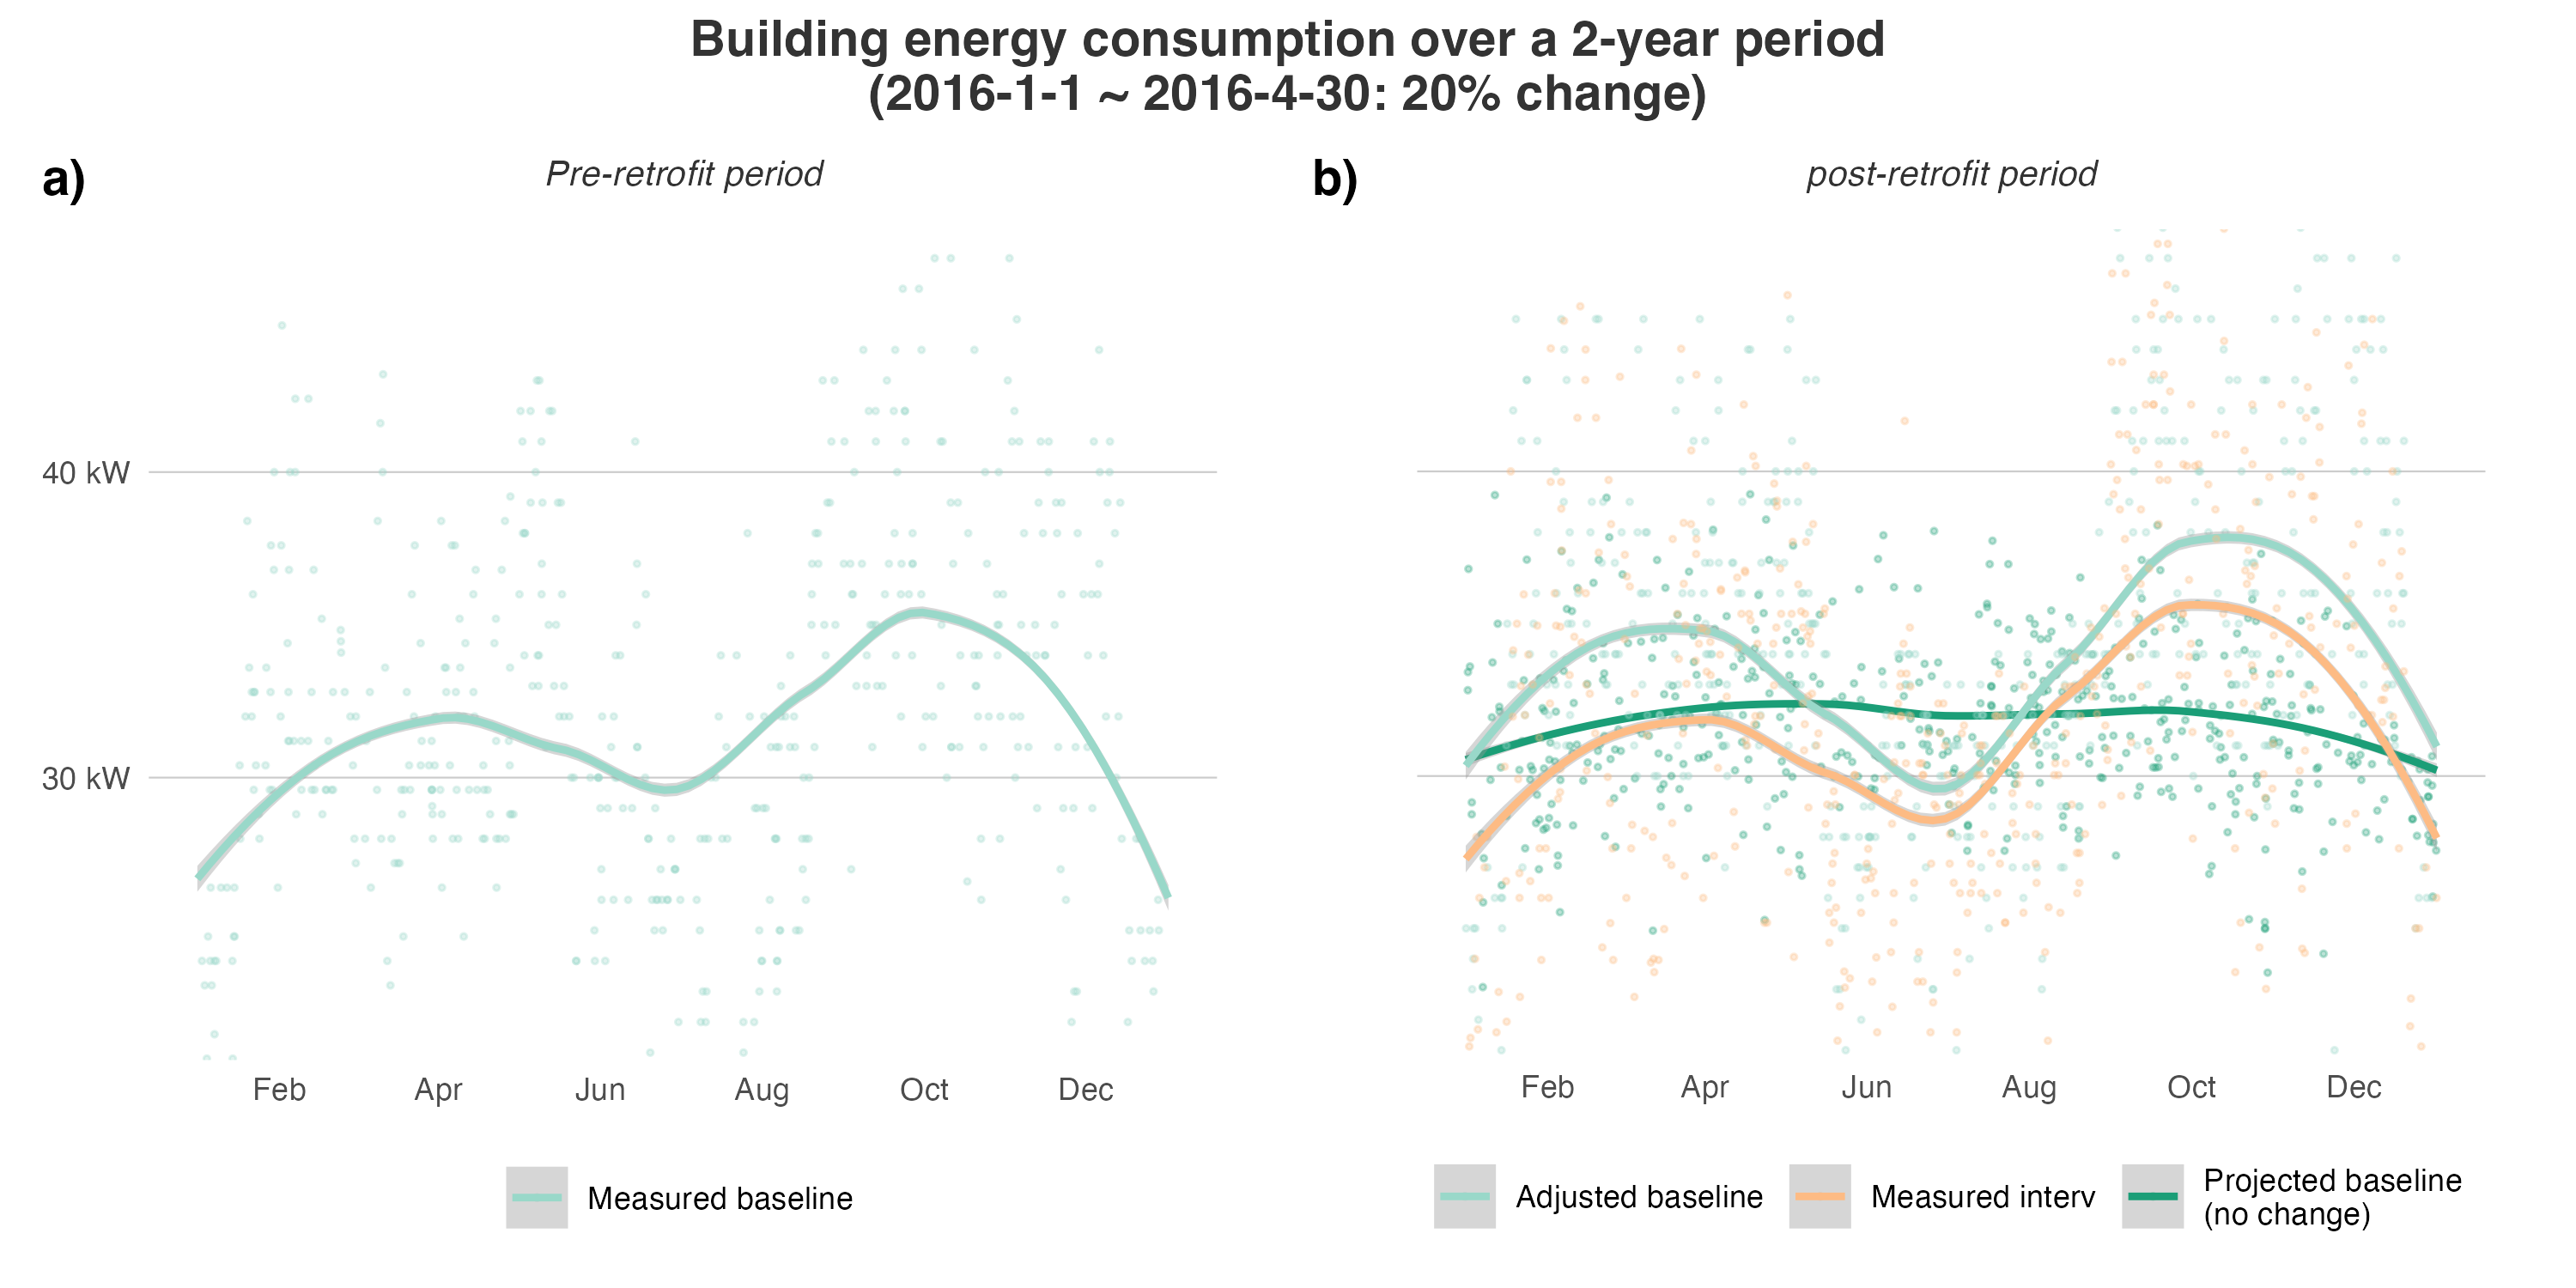 Building energy consumption over a 2-year period
(2016-1-1 ~ 2016-4-30: 20% change)
a)
Pre-retrofit period
40 kW
30 kW
Feb Apr Jun Aug Oct Dec
Measured baseline
b)
post-retrofit period
Feb Apr Jun Aug Oct Dec
Adjusted baseline
Measured interv
Projected baseline
(no change)